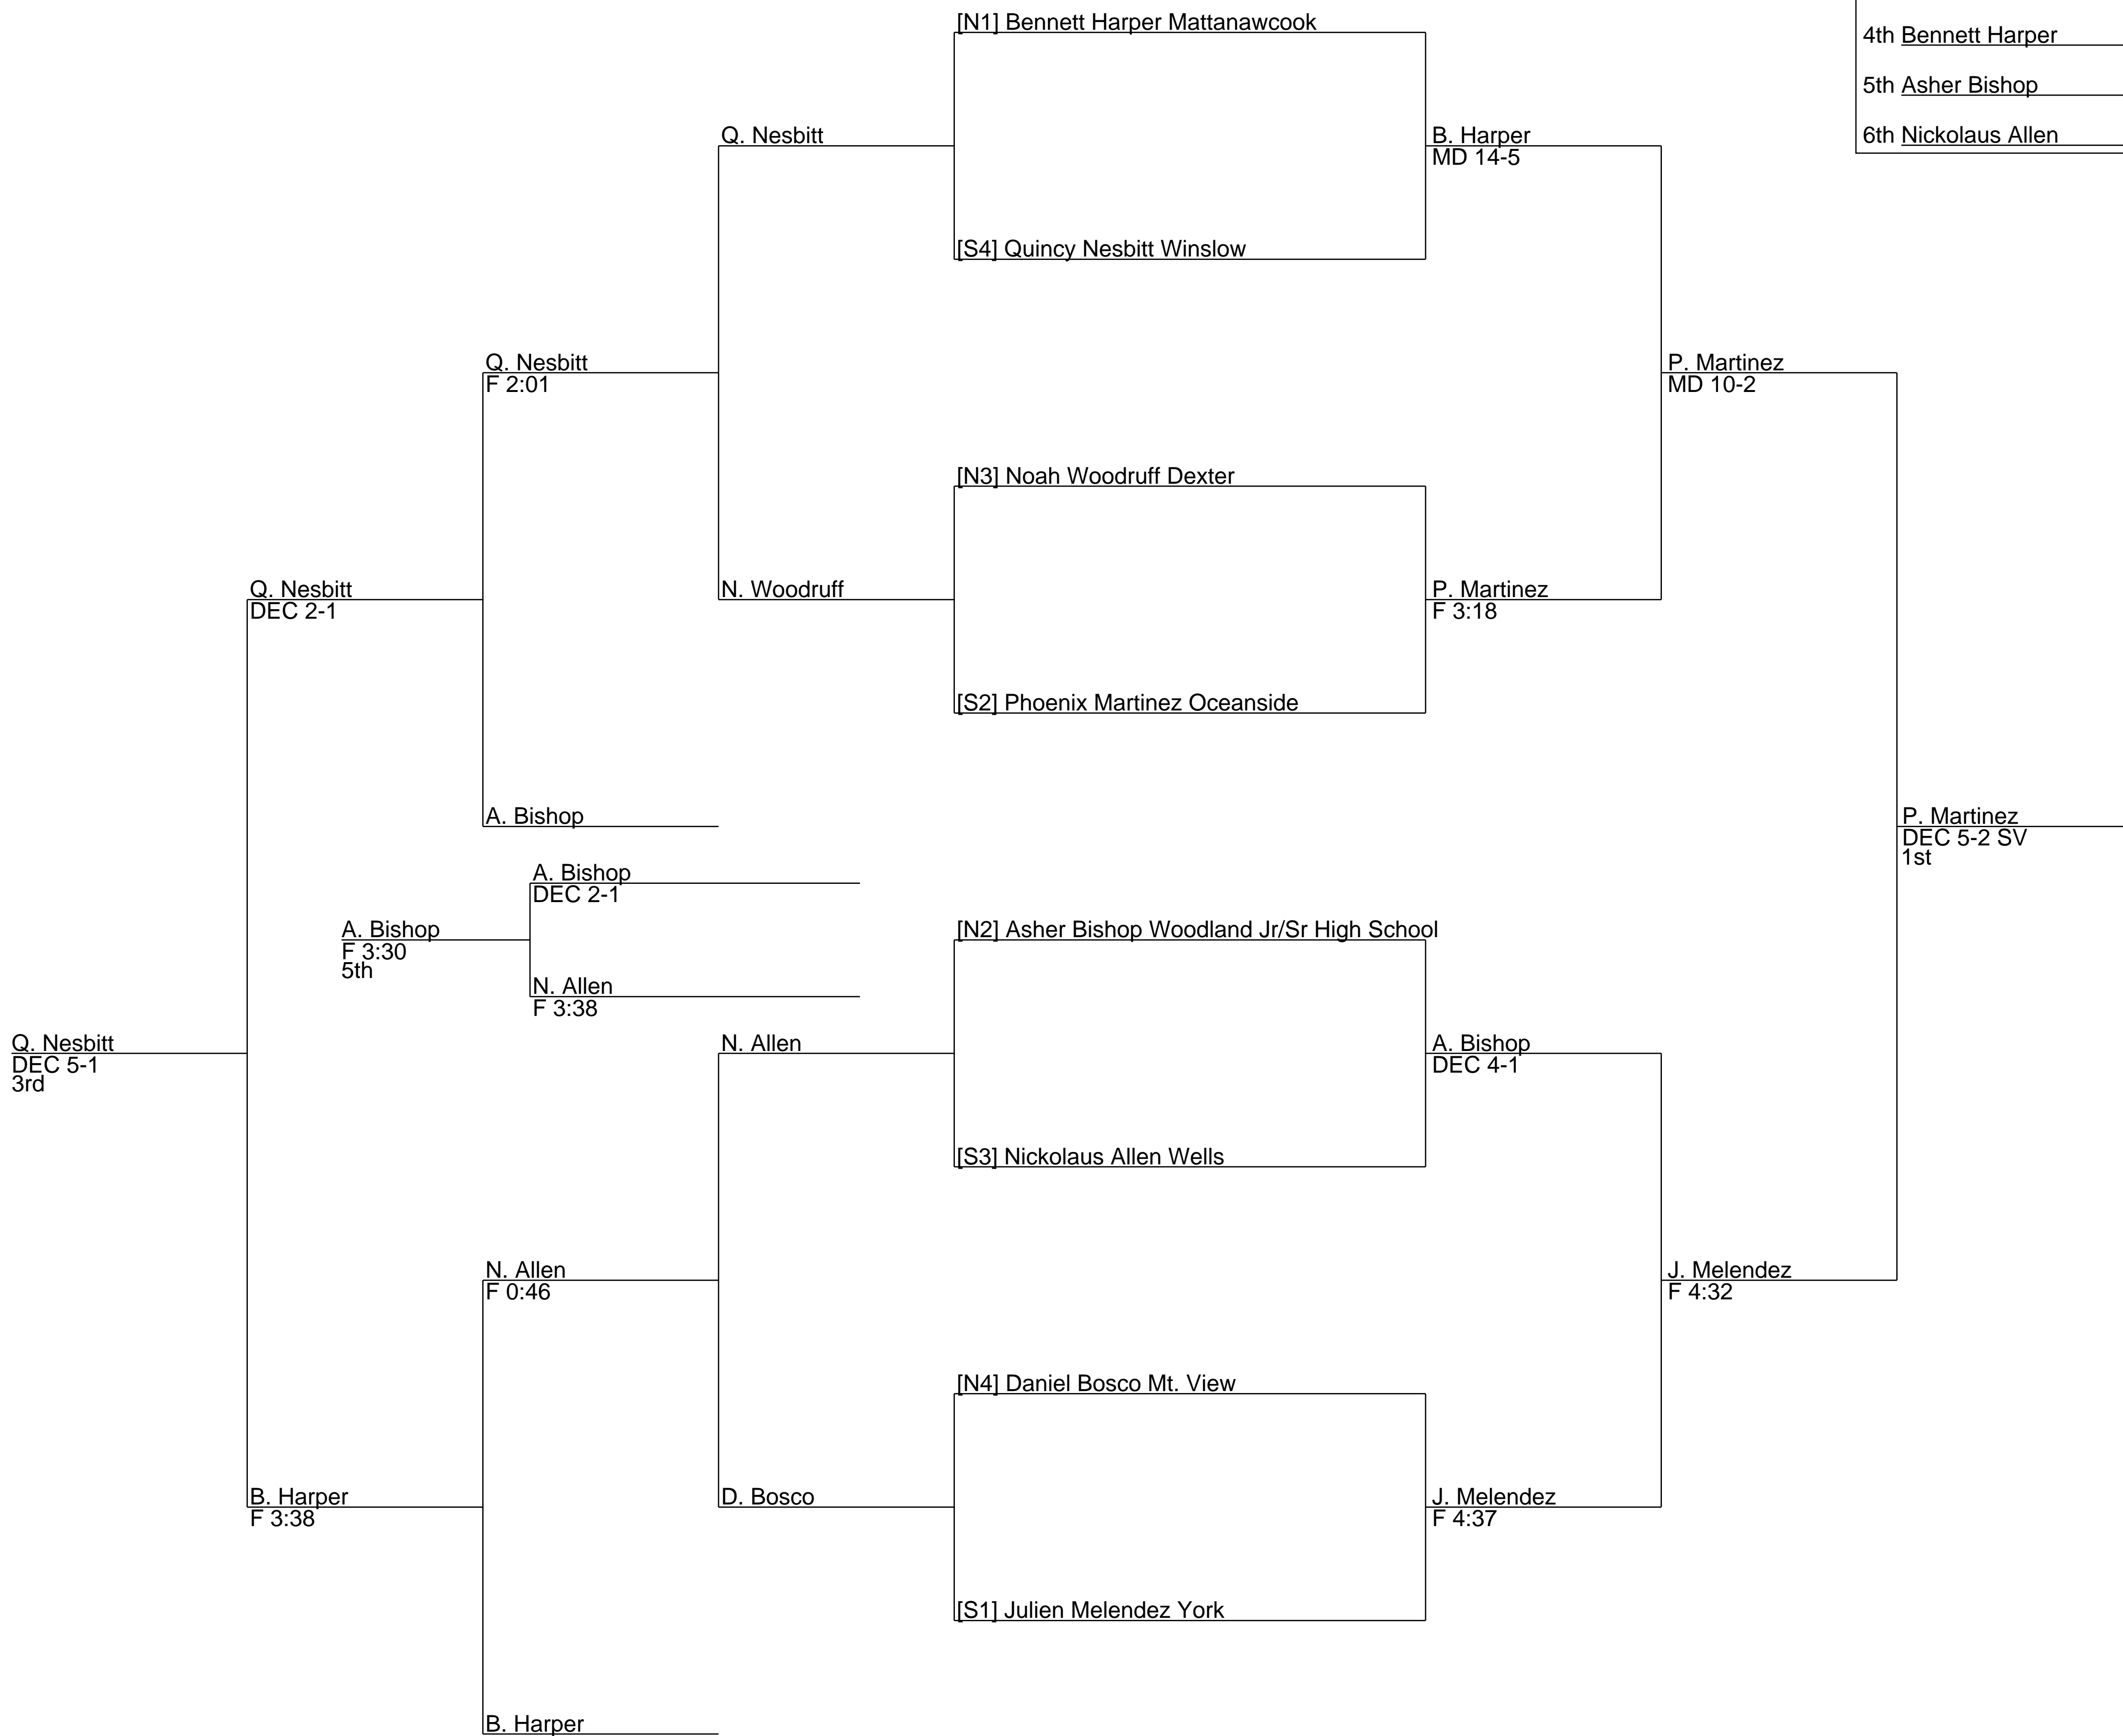 [N1] Bennett Harper Mattanawcook
4th Bennett Harper
5th Asher Bishop
6th Nickolaus Allen
Q. Nesbitt
B. Harper
MD 14-5
[S4] Quincy Nesbitt Winslow
Q. Nesbitt
F 2:01
P. Martinez
MD 10-2
[N3] Noah Woodruff Dexter
Q. Nesbitt
DEC 2-1
N. Woodruff
P. Martinez
F 3:18
[S2] Phoenix Martinez Oceanside
A. Bishop
P. Martinez
DEC 5-2 SV
1st
A. Bishop
DEC 2-1
A. Bishop
F 3:30
5th
[N2] Asher Bishop Woodland Jr/Sr High School
N. Allen
F 3:38
Q. Nesbitt
DEC 5-1
3rd
N. Allen
A. Bishop
DEC 4-1
[S3] Nickolaus Allen Wells
N. Allen
F 0:46
J. Melendez
F 4:32
[N4] Daniel Bosco Mt. View
B. Harper
F 3:38
D. Bosco
J. Melendez
F 4:37
[S1] Julien Melendez York
B. Harper